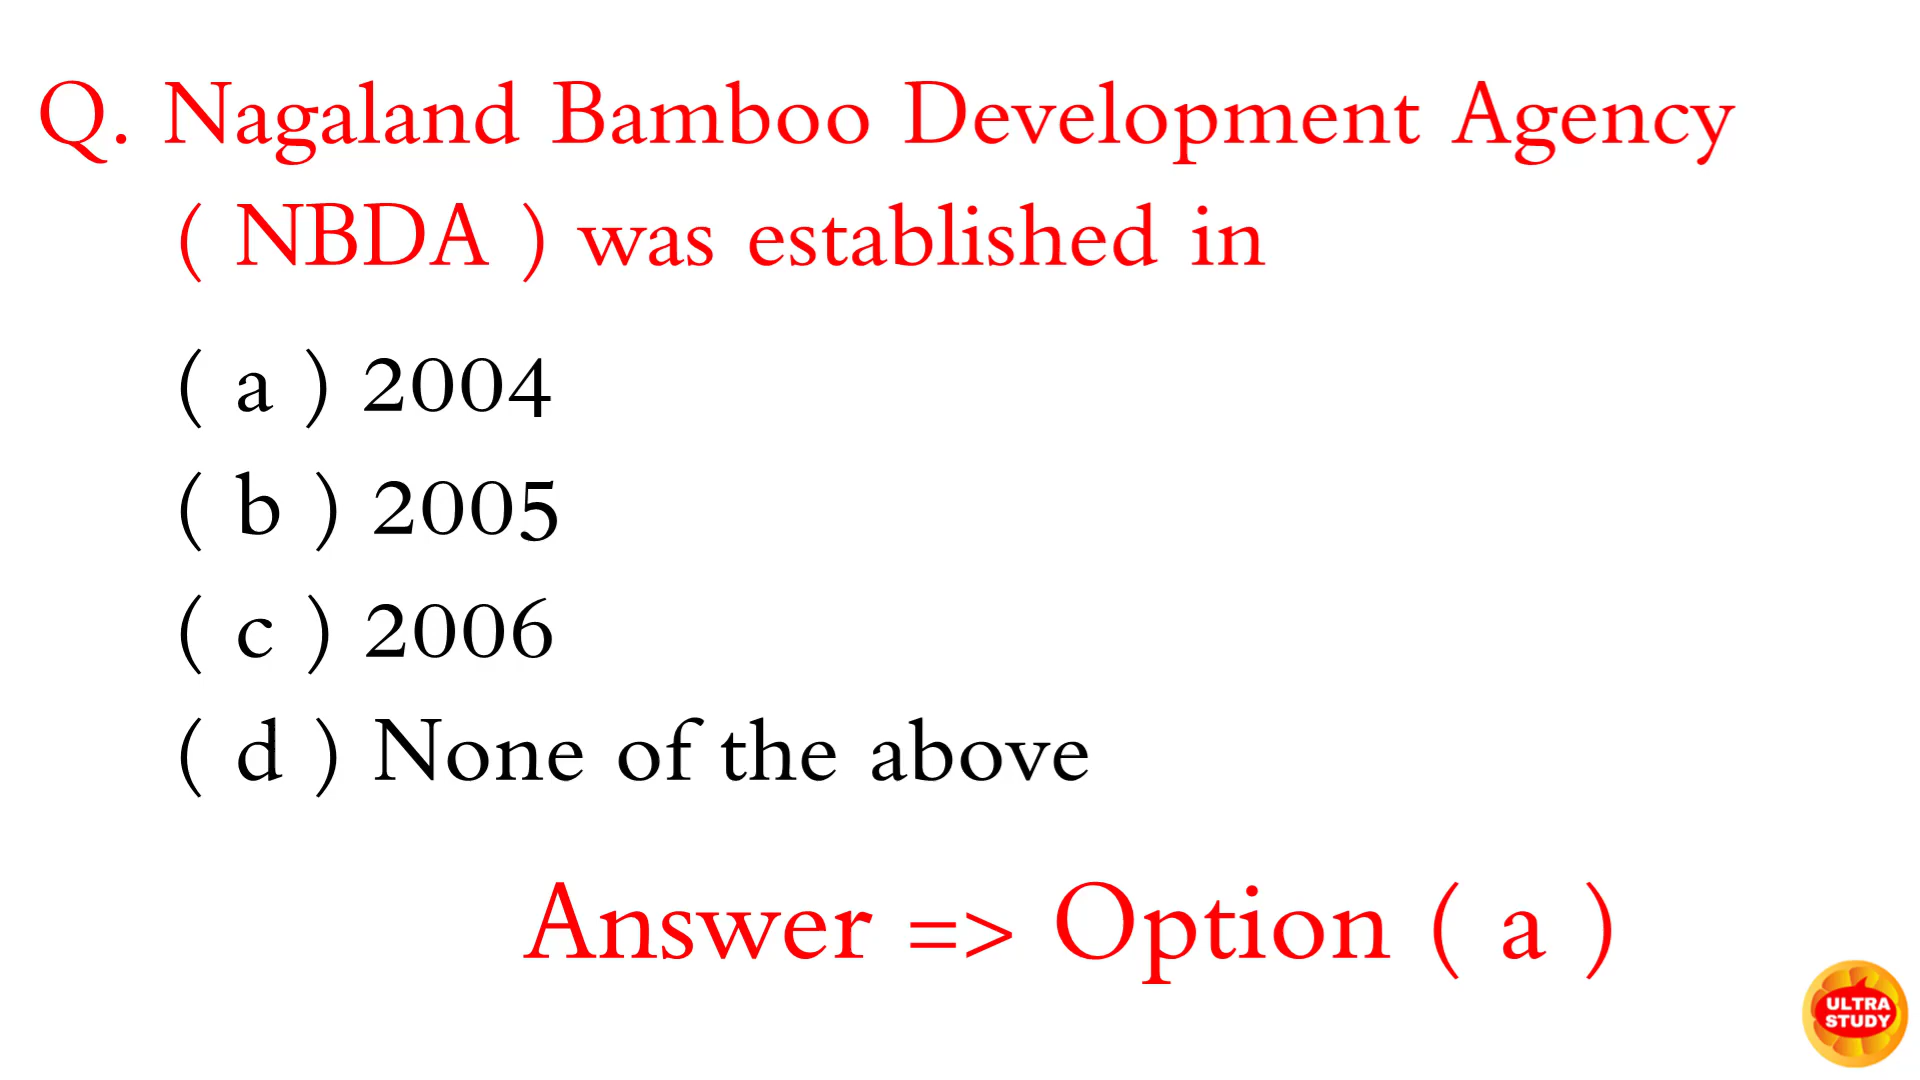 Q. Nagaland Bamboo Development Agency
( NBDA ) was established in
( a ) 2004
( b ) 2005
( c ) 2006
( d ) None of the above
Answer => Option ( a )
ULTRA
STUDY